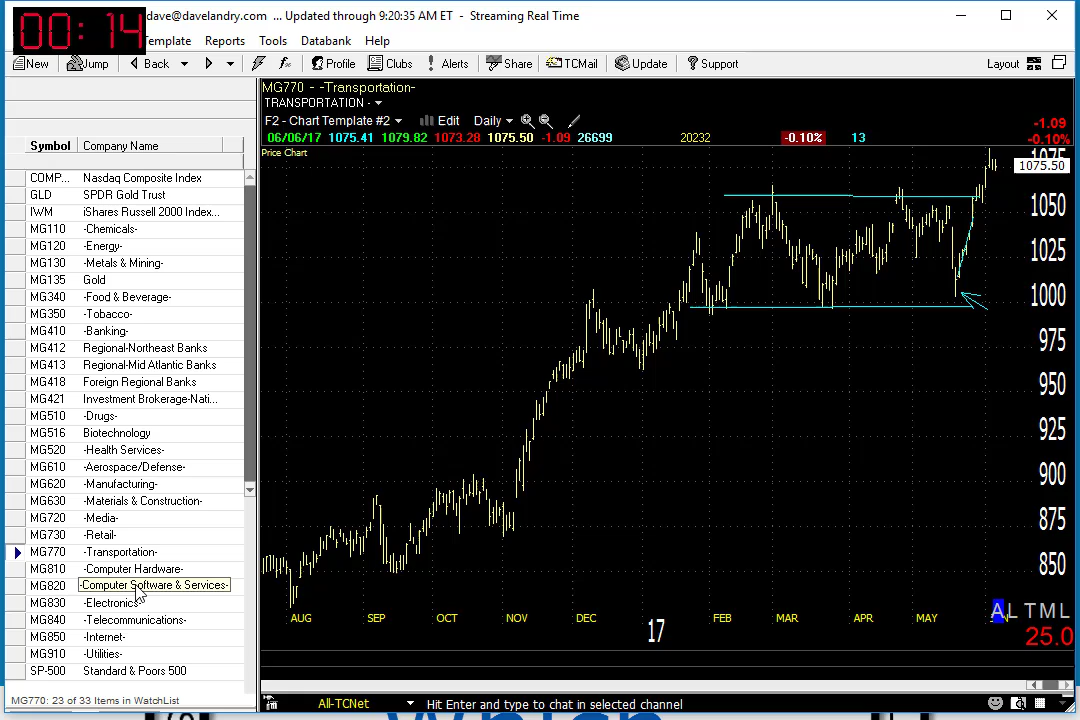 00:14
dave@davelandry.com ... Updated through 9:20:35 AM ET - Streaming Real Time
Template Reports Tools Databank Help
New Jump Back Profile Clubs Alerts Share TCMail Update Support Layout
MG770 - -Transportation-
TRANSPORTATION -
F2 - Chart Template #2 Edit Daily
06/06/17 1075.41 1079.82 1073.28 1075.50 -1.09 26699 20232 -0.10% 13
-1.09
-0.10%
Price Chart
Symbol Company Name
COMP... Nasdaq Composite Index
GLD SPDR Gold Trust
IWM iShares Russell 2000 Index...
MG110 -Chemicals-
MG120 -Energy-
MG130 -Metals & Mining-
MG135 Gold
MG340 -Food & Beverage-
MG350 -Tobacco-
MG410 -Banking-
MG412 Regional-Northeast Banks
MG413 Regional-Mid Atlantic Banks
MG418 Foreign Regional Banks
MG421 Investment Brokerage-Nati...
MG510 -Drugs-
MG516 Biotechnology
MG520 -Health Services-
MG610 -Aerospace/Defense-
MG620 -Manufacturing-
MG630 -Materials & Construction-
MG720 -Media-
MG730 -Retail-
MG770 -Transportation-
MG810 -Computer Hardware-
MG820 -Computer Software & Services-
MG830 -Electronics-
MG840 -Telecommunications-
MG850 -Internet-
MG910 -Utilities-
SP-500 Standard & Poors 500
MG770: 23 of 33 Items in WatchList
1075
1075.50
1050
1025
1000
975
950
925
900
875
850
AUG SEP OCT NOV DEC 17 FEB MAR APR MAY
A L T M L
25.0
All-TCNet Hit Enter and type to chat in selected channel